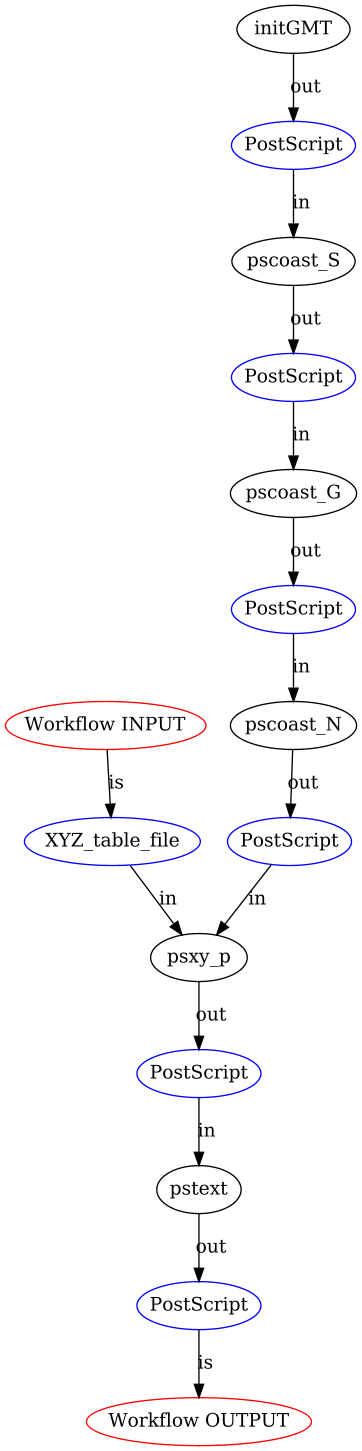 initGMT
out
PostScript
in
pscoast_S
out
PostScript
in
pscoast_G
out
PostScript
in
Workflow INPUT
pscoast_N
is
out
XYZ_table_file
PostScript
in
in
psxy_p
out
PostScript
in
pstext
out
PostScript
is
Workflow OUTPUT